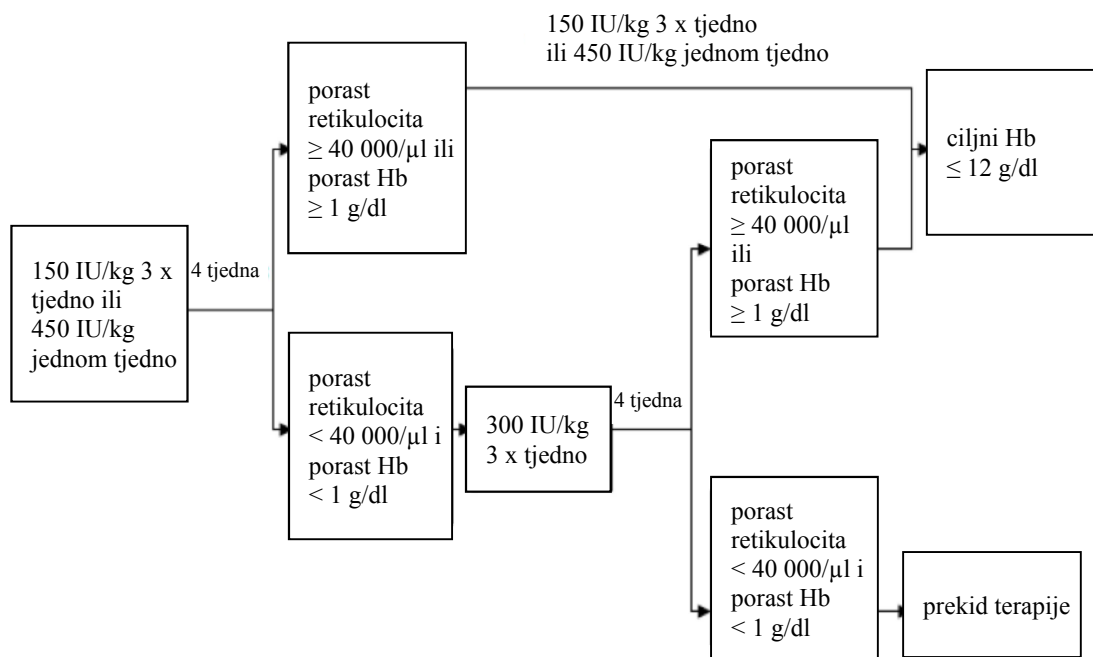 150 IU/kg 3 x tjedno
ili 450 IU/kg jednom tjedno
150 IU/kg 3 x
tjedno ili
450 IU/kg
jednom tjedno
4 tjedna
porast
retikulocita
≥ 40 000/µl ili
porast Hb
≥ 1 g/dl
porast
retikulocita
< 40 000/µl i
porast Hb
< 1 g/dl
300 IU/kg
3 x tjedno
4 tjedna
porast
retikulocita
≥ 40 000/µl
ili
porast Hb
≥ 1 g/dl
ciljni Hb
≤ 12 g/dl
porast
retikulocita
< 40 000/µl i
porast Hb
< 1 g/dl
prekid terapije